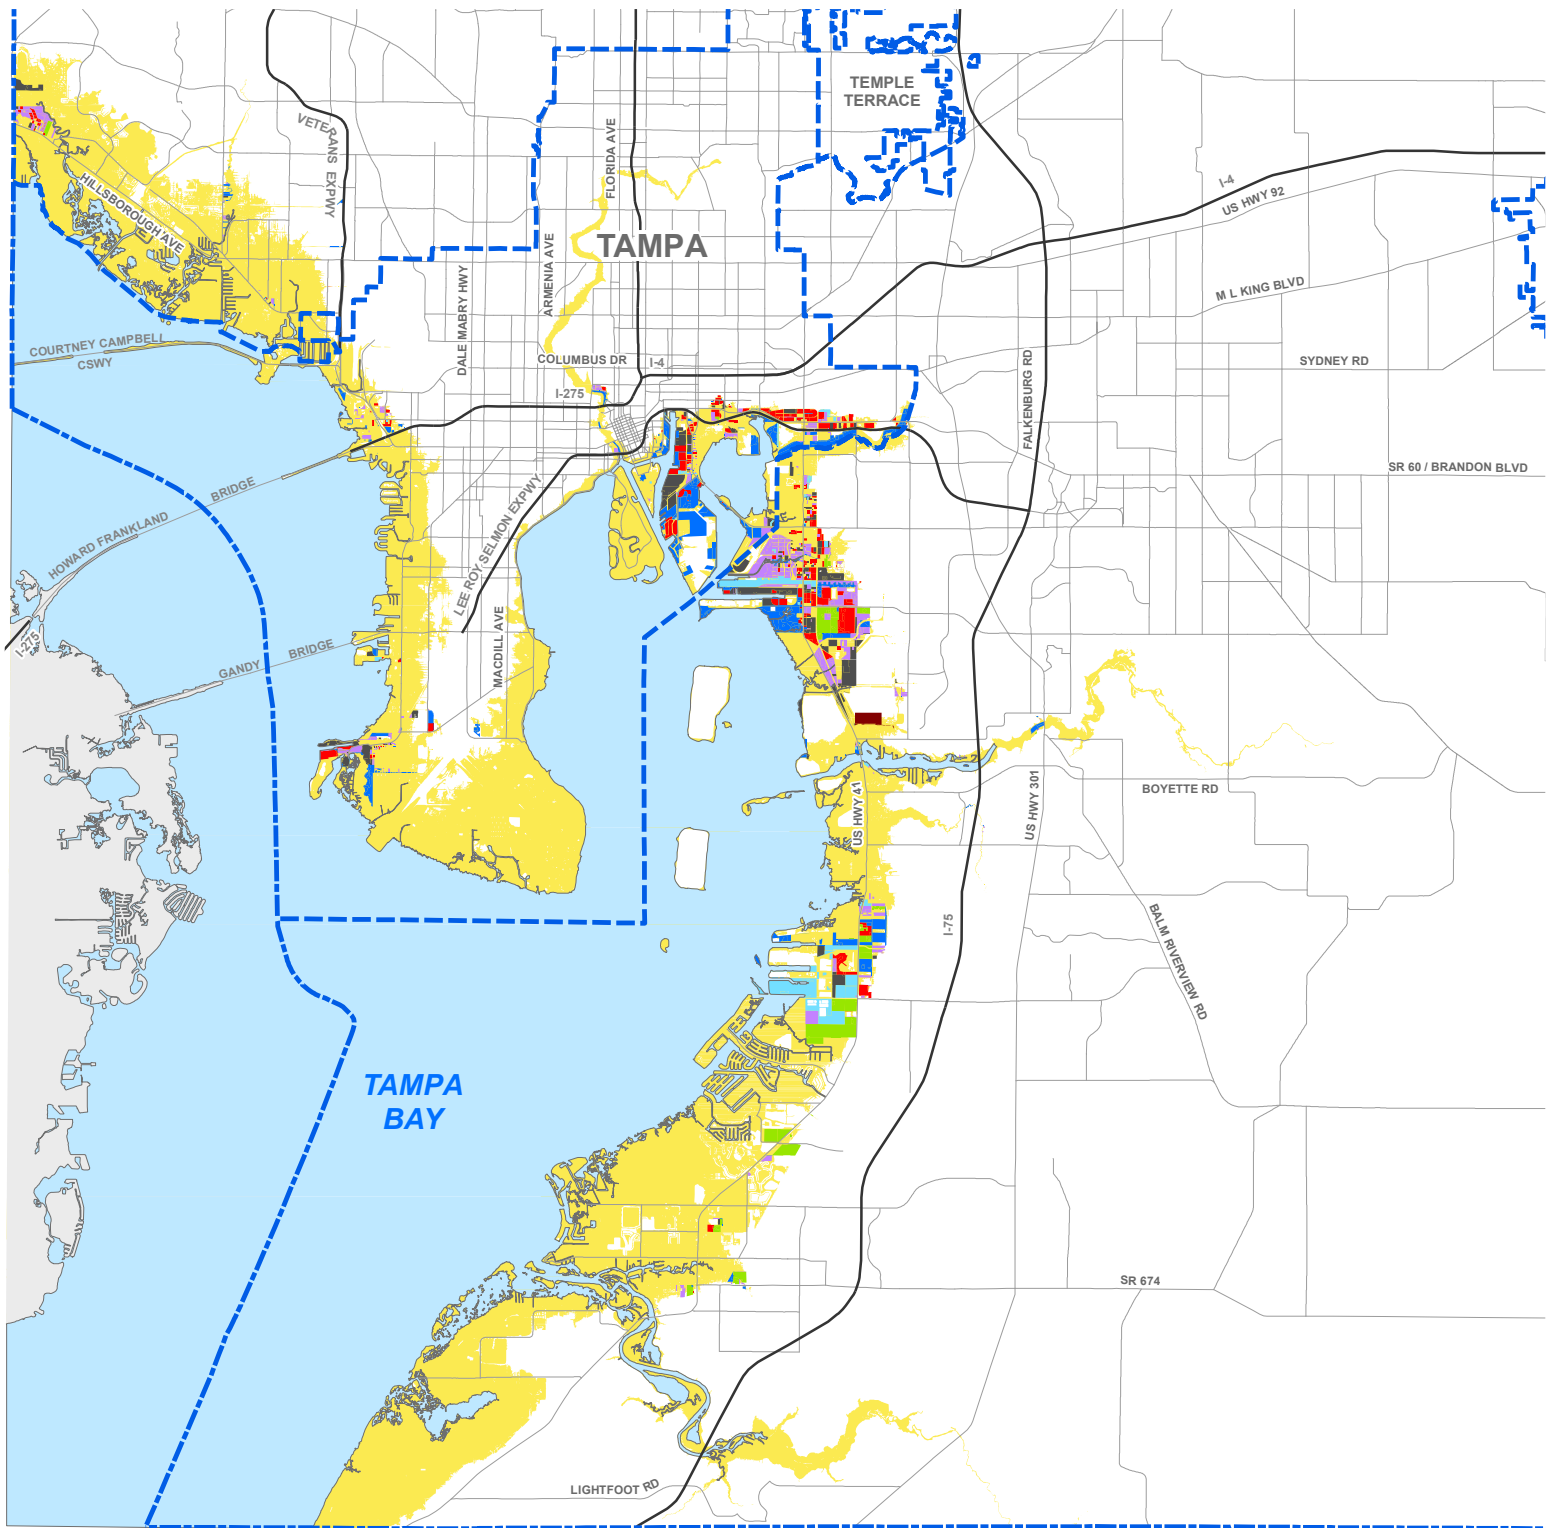 TEMPLE
TERRACE
VETERANS EXPWY
FLORIDA AVE
I-4
US HWY 92
HILLSBOROUGH AVE
TAMPA
ARMENIA AVE
DALE MABRY HWY
M L KING BLVD
COURTNEY CAMPBELL
CSWY
COLUMBUS DR
I-4
SYDNEY RD
FALKENBURG RD
I-275
SR 60 / BRANDON BLVD
BRIDGE
HOWARD FRANKLAND
LEE ROY SELMON EXPWY
I-275
GANDY
BRIDGE
MACDILL AVE
US HWY 41
US HWY 301
BOYETTE RD
I-75
BALM RIVERVIEW RD
TAMPA
BAY
SR 674
LIGHTFOOT RD